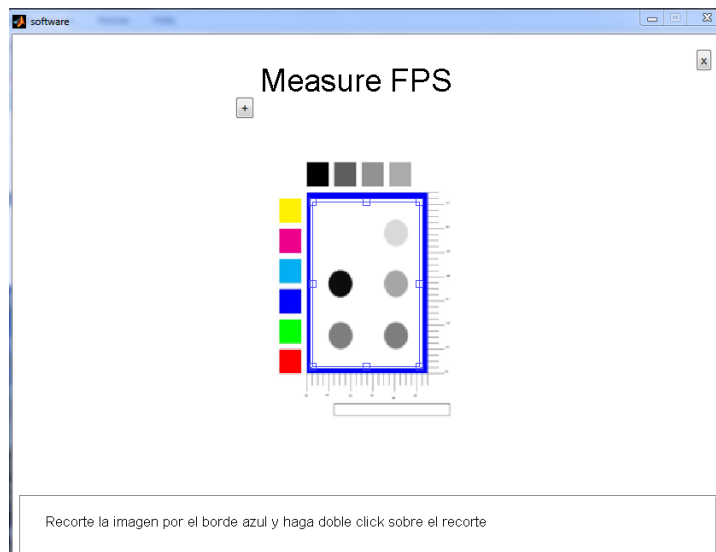 software
x
Measure FPS
+
Recorte la imagen por el borde azul y haga doble click sobre el recorte